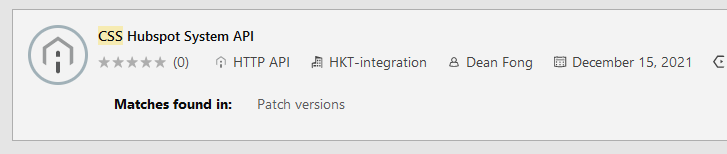 CSS Hubspot System API
(0) HTTP API HKT-integration Dean Fong December 15, 2021
Matches found in: Patch versions